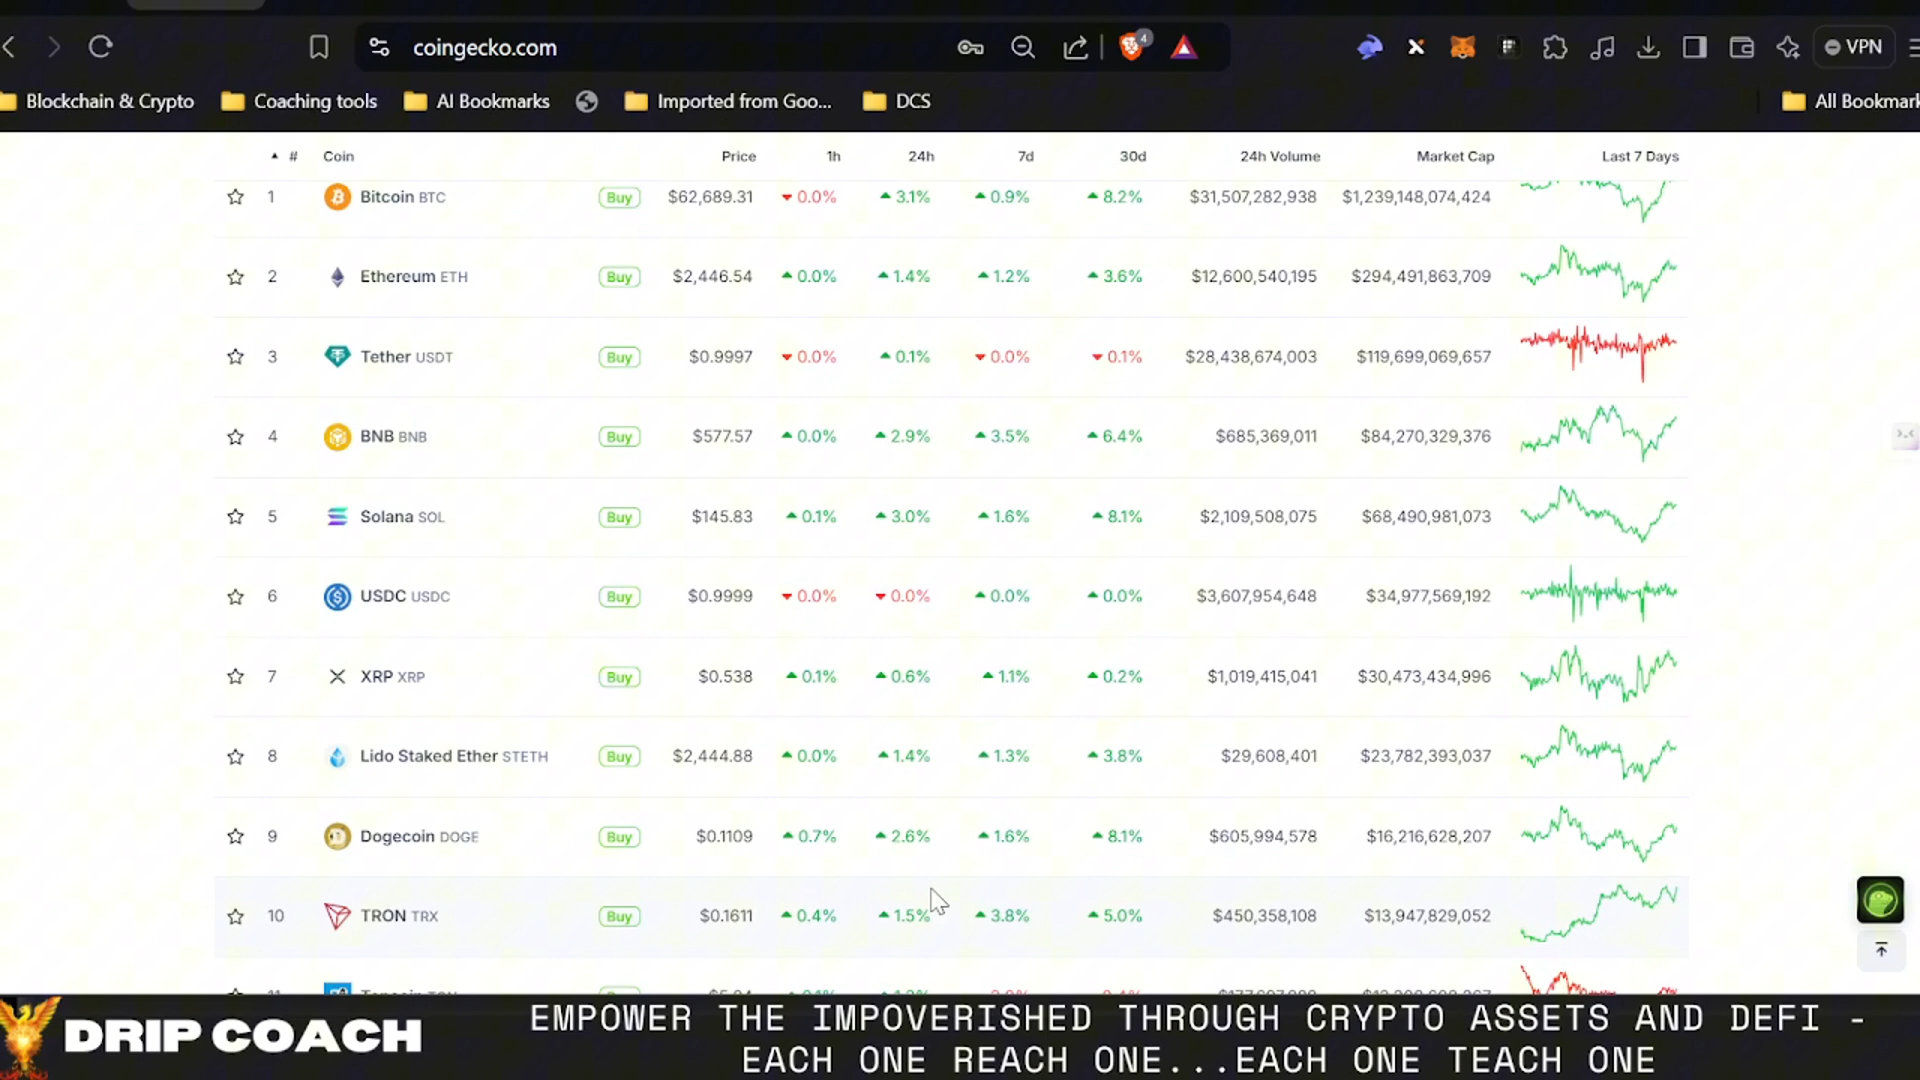 coingecko.com
4
VPN
Blockchain & Crypto
Coaching tools
AI Bookmarks
Imported from Goo...
DCS
All Bookmark
# Coin Price 1h 24h 7d 30d 24h Volume Market Cap Last 7 Days
1 Bitcoin BTC Buy $62,689.31 0.0% 3.1% 0.9% 8.2% $31,507,282,938 $1,239,148,074,424
2 Ethereum ETH Buy $2,446.54 0.0% 1.4% 1.2% 3.6% $12,600,540,195 $294,491,863,709
3 Tether USDT Buy $0.9997 0.0% 0.1% 0.0% 0.1% $28,438,674,003 $119,699,069,657
4 BNB BNB Buy $577.57 0.0% 2.9% 3.5% 6.4% $685,369,011 $84,270,329,376
5 Solana SOL Buy $145.83 0.1% 3.0% 1.6% 8.1% $2,109,508,075 $68,490,981,073
6 USDC USDC Buy $0.9999 0.0% 0.0% 0.0% 0.0% $3,607,954,648 $34,977,569,192
7 XRP XRP Buy $0.538 0.1% 0.6% 1.1% 0.2% $1,019,415,041 $30,473,434,996
8 Lido Staked Ether STETH Buy $2,444.88 0.0% 1.4% 1.3% 3.8% $29,608,401 $23,782,393,037
9 Dogecoin DOGE Buy $0.1109 0.7% 2.6% 1.6% 8.1% $605,994,578 $16,216,628,207
10 TRON TRX Buy $0.1611 0.4% 1.5% 3.8% 5.0% $450,358,108 $13,947,829,052
DRIP COACH
EMPOWER THE IMPOVERISHED THROUGH CRYPTO ASSETS AND DEFI -
EACH ONE REACH ONE...EACH ONE TEACH ONE